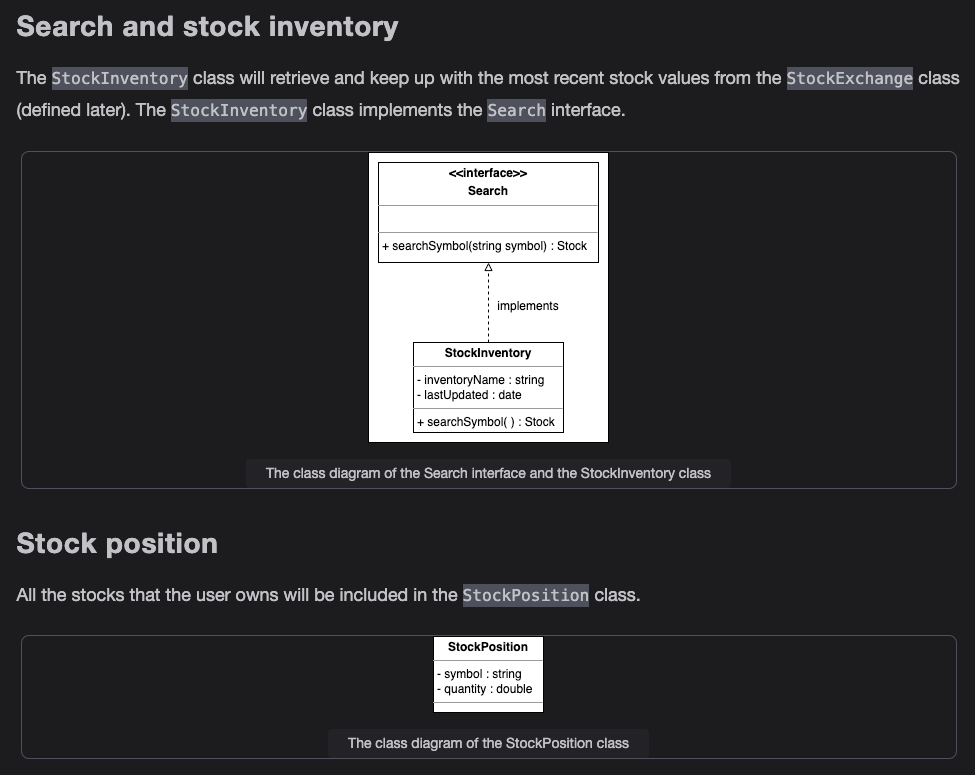 Search and stock inventory
The StockInventory class will retrieve and keep up with the most recent stock values from the StockExchange class
(defined later). The StockInventory class implements the Search interface.
<<interface>>
Search
+ searchSymbol(string symbol) : Stock
implements
StockInventory
- inventoryName : string
- lastUpdated : date
+ searchSymbol( ) : Stock
The class diagram of the Search interface and the StockInventory class
Stock position
All the stocks that the user owns will be included in the StockPosition class.
StockPosition
- symbol : string
- quantity : double
The class diagram of the StockPosition class